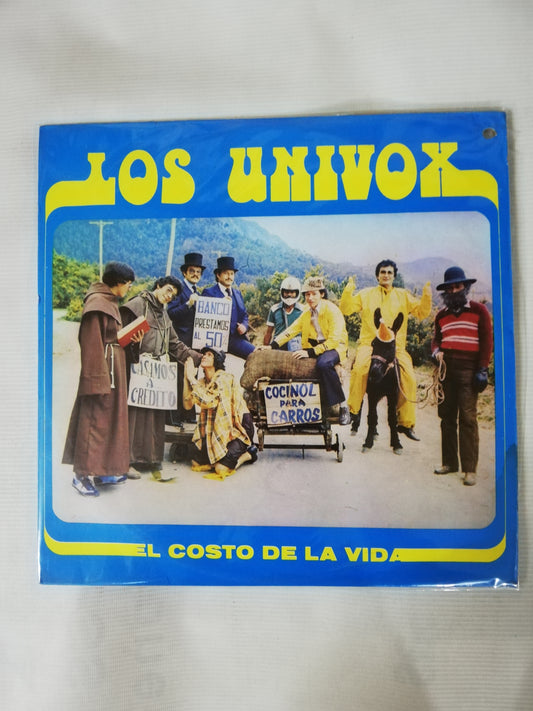 LOS UNIVOX
BANCO
PRESTAMOS
AL 50%
CASAMOS
A
CREDITO
COCINOL
PARA
CARROS
EL COSTO DE LA VIDA